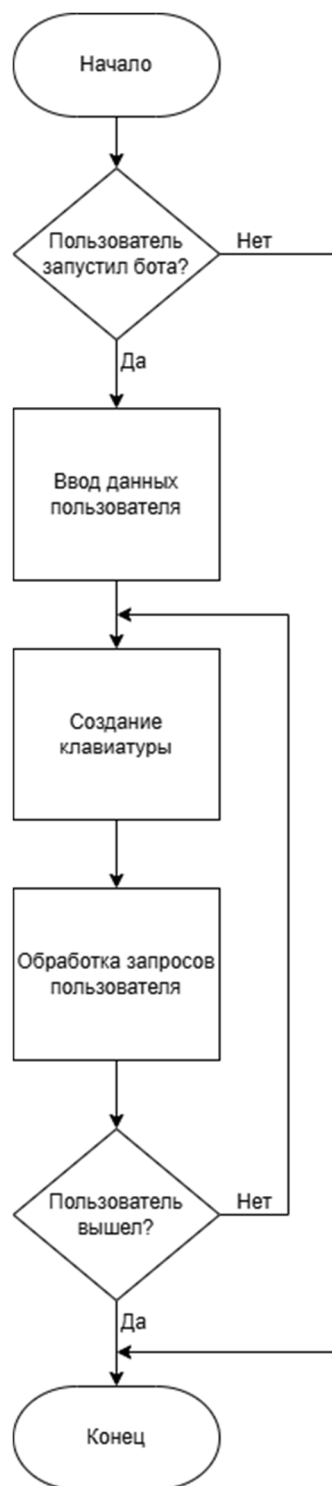 Начало
Пользователь
запустил бота?
Нет
Да
Ввод данных
пользователя
Создание
клавиатуры
Обработка запросов
пользователя
Пользователь
вышел?
Нет
Да
Конец